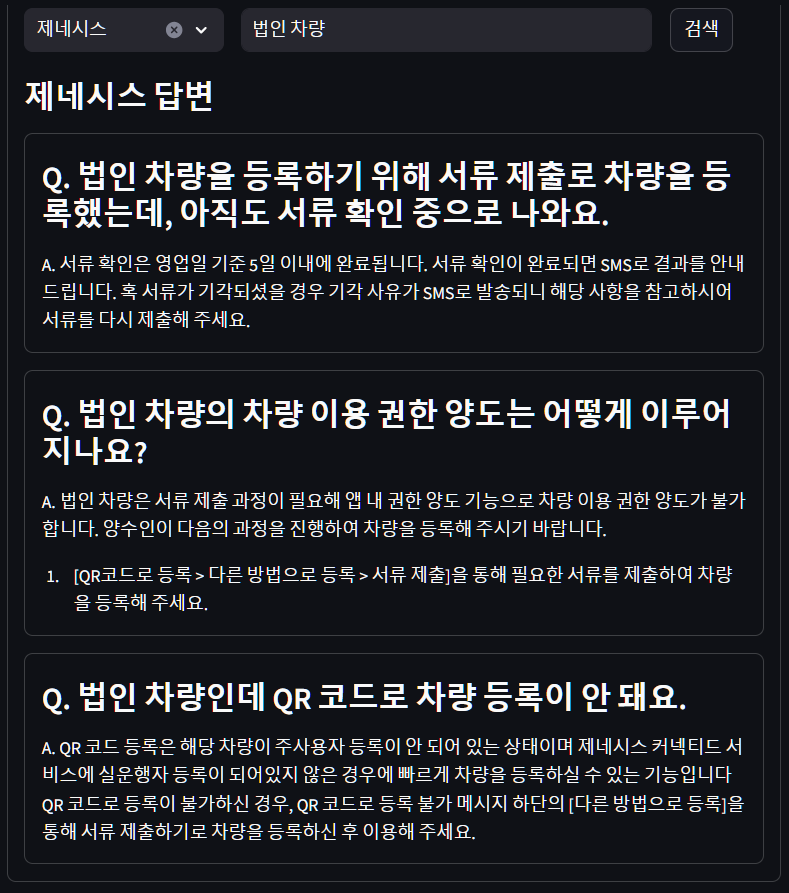 제네시스
법인 차량
검색
제네시스 답변
Q. 법인 차량을 등록하기 위해 서류 제출로 차량을 등
록했는데, 아직도 서류 확인 중으로 나와요.
A. 서류 확인은 영업일 기준 5일 이내에 완료됩니다. 서류 확인이 완료되면 SMS로 결과를 안내
드립니다. 혹 서류가 기각되셨을 경우 기각 사유가 SMS로 발송되니 해당 사항을 참고하시어
서류를 다시 제출해 주세요.
Q. 법인 차량의 차량 이용 권한 양도는 어떻게 이루어
지나요?
A. 법인 차량은 서류 제출 과정이 필요해 앱 내 권한 양도 기능으로 차량 이용 권한 양도가 불가
합니다. 양수인이 다음의 과정을 진행하여 차량을 등록해 주시기 바랍니다.
1. [QR코드로 등록 > 다른 방법으로 등록 > 서류 제출]을 통해 필요한 서류를 제출하여 차량
을 등록해 주세요.
Q. 법인 차량인데 QR 코드로 차량 등록이 안 돼요.
A. QR 코드 등록은 해당 차량이 주사용자 등록이 안 되어 있는 상태이며 제네시스 커넥티드 서
비스에 실운행자 등록이 되어있지 않은 경우에 빠르게 차량을 등록하실 수 있는 기능입니다
QR 코드로 등록이 불가하신 경우, QR 코드로 등록 불가 메시지 하단의 [다른 방법으로 등록]을
통해 서류 제출하기로 차량을 등록하신 후 이용해 주세요.